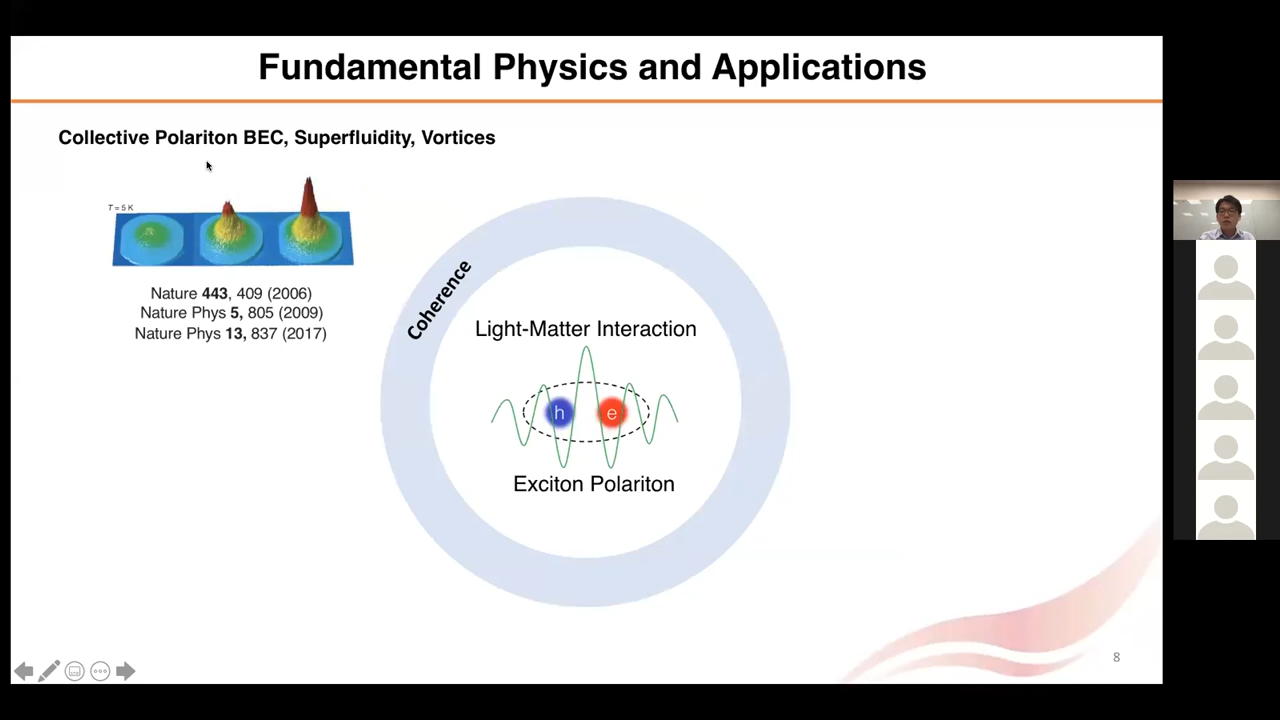 Fundamental Physics and Applications
Collective Polariton BEC, Superfluidity, Vortices
T = 5 K
Nature 443, 409 (2006)
Nature Phys 5, 805 (2009)
Nature Phys 13, 837 (2017)
Coherence
Light-Matter Interaction
h e
Exciton Polariton
8